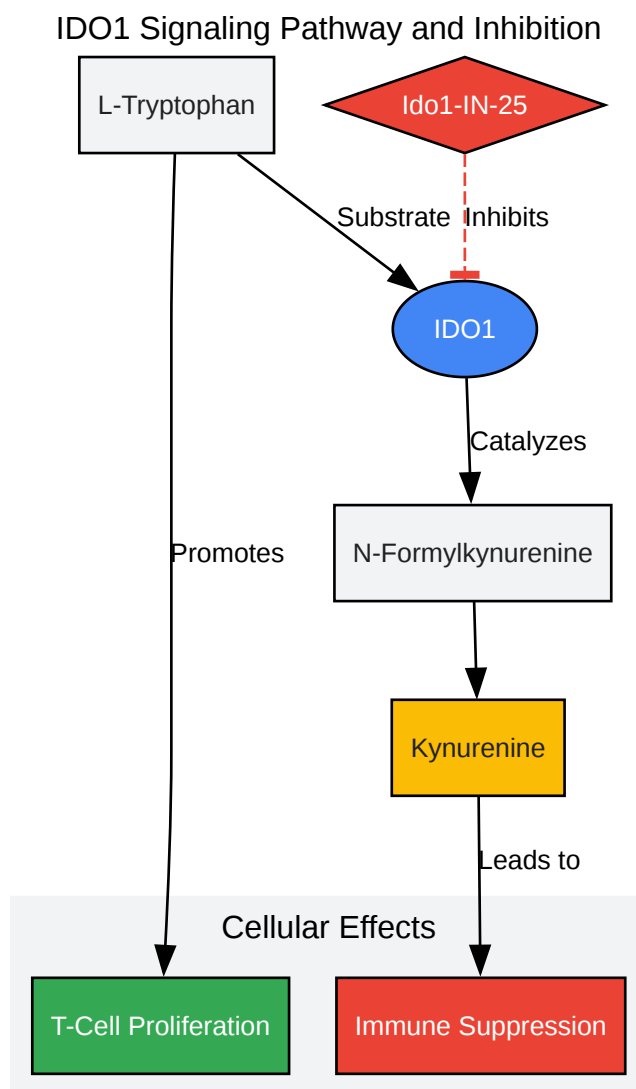 IDO1 Signaling Pathway and Inhibition
L-Tryptophan
Ido1-IN-25
Substrate
Inhibits
IDO1
Catalyzes
N-Formylkynurenine
Promotes
Kynurenine
Leads to
Cellular Effects
T-Cell Proliferation
Immune Suppression